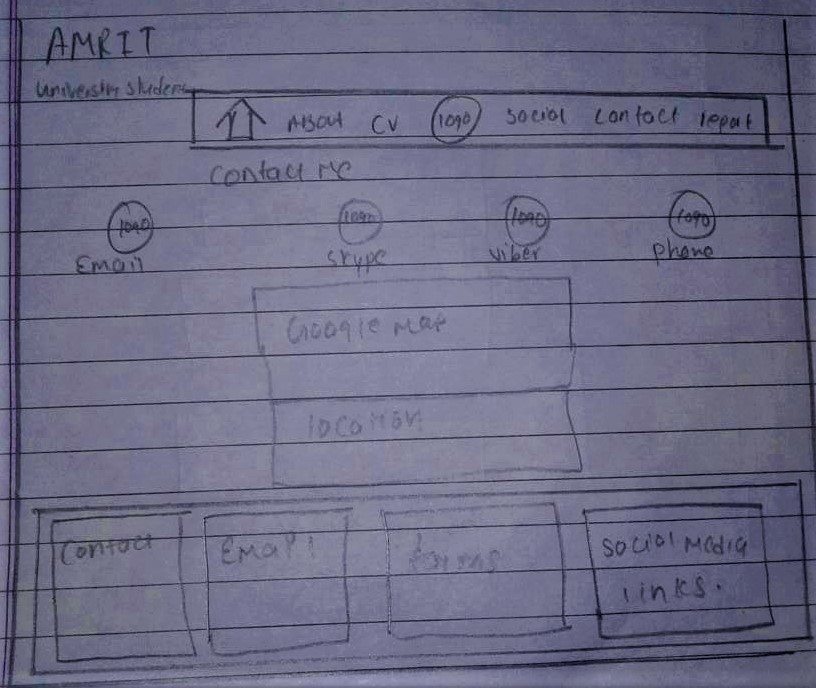 AMRIT
University student
About CV logo social contact repart
Contact Me
logo logo logo logo
Email skype viber phone
Google Map
location
Contact Email forms social Media
links.